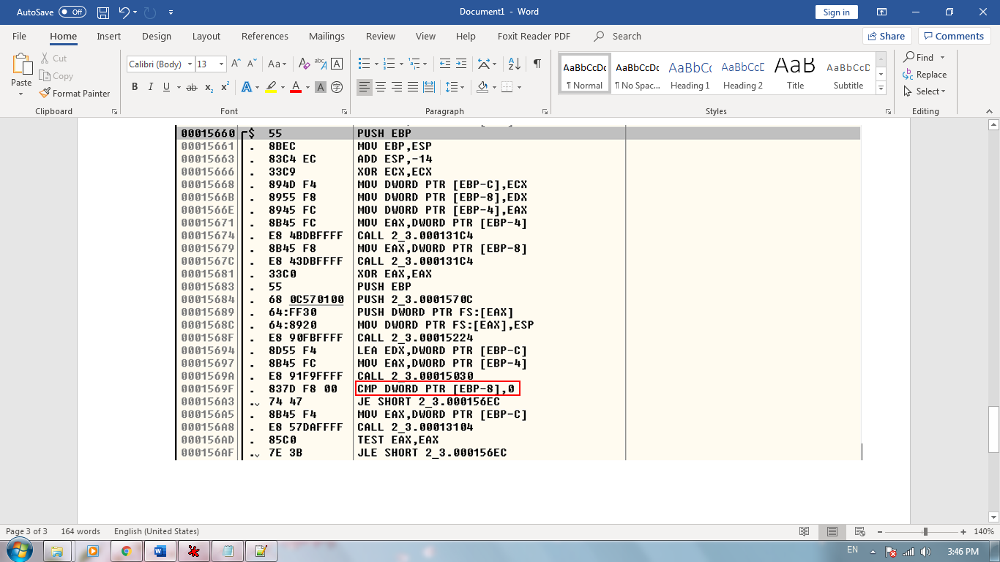 AutoSave Off Document1 - Word Sign in
File Home Insert Design Layout References Mailings Review View Help Foxit Reader PDF Search Share Comments
Paste Cut Copy Format Painter
Calibri (Body) 13
AaBbCcDc AaBbCcDc AaBbCc AaBbCcD AaB AaBbCcD
¶ Normal ¶ No Spac... Heading 1 Heading 2 Title Subtitle
Find Replace Select
Clipboard Font Paragraph Styles Editing
00015660 $ 55 PUSH EBP
00015661 . 8BEC MOV EBP,ESP
00015663 . 83C4 EC ADD ESP,-14
00015666 . 33C9 XOR ECX,ECX
00015668 . 894D F4 MOV DWORD PTR [EBP-C],ECX
0001566B . 8955 F8 MOV DWORD PTR [EBP-8],EDX
0001566E . 8945 FC MOV DWORD PTR [EBP-4],EAX
00015671 . 8B45 FC MOV EAX,DWORD PTR [EBP-4]
00015674 . E8 4BDBFFFF CALL 2_3.000131C4
00015679 . 8B45 F8 MOV EAX,DWORD PTR [EBP-8]
0001567C . E8 43DBFFFF CALL 2_3.000131C4
00015681 . 33C0 XOR EAX,EAX
00015683 . 55 PUSH EBP
00015684 . 68 0C570100 PUSH 2_3.0001570C
00015689 . 64:FF30 PUSH DWORD PTR FS:[EAX]
0001568C . 64:8920 MOV DWORD PTR FS:[EAX],ESP
0001568F . E8 90FBFFFF CALL 2_3.00015224
00015694 . 8D55 F4 LEA EDX,DWORD PTR [EBP-C]
00015697 . 8B45 FC MOV EAX,DWORD PTR [EBP-4]
0001569A . E8 91F9FFFF CALL 2_3.00015030
0001569F . 837D F8 00 CMP DWORD PTR [EBP-8],0
000156A3 . 74 47 JE SHORT 2_3.000156EC
000156A5 . 8B45 F4 MOV EAX,DWORD PTR [EBP-C]
000156A8 . E8 57DAFFFF CALL 2_3.00013104
000156AD . 85C0 TEST EAX,EAX
000156AF . 7E 3B JLE SHORT 2_3.000156EC
Page 3 of 3 164 words English (United States) 140%
EN 3:46 PM